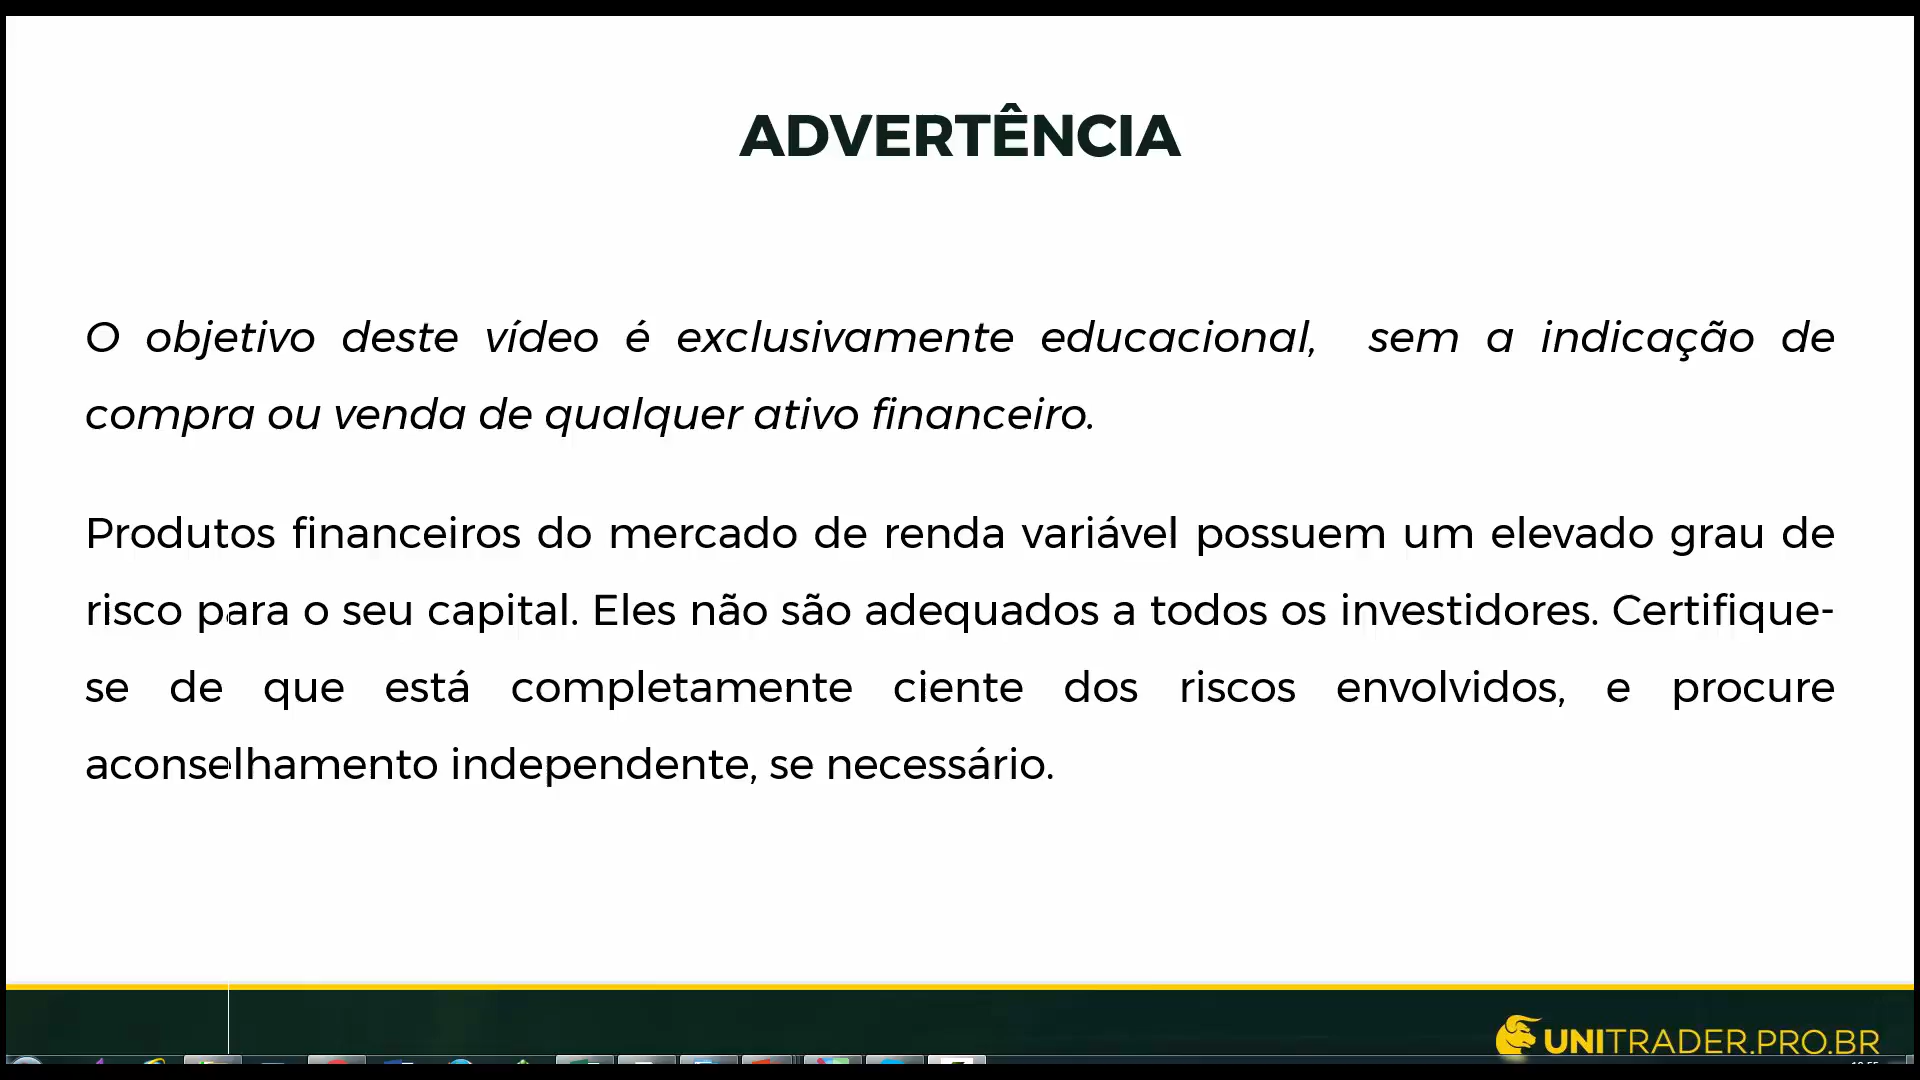 ADVERTÊNCIA
O objetivo deste vídeo é exclusivamente educacional, sem a indicação de
compra ou venda de qualquer ativo financeiro.
Produtos financeiros do mercado de renda variável possuem um elevado grau de
risco para o seu capital. Eles não são adequados a todos os investidores. Certifique-
se de que está completamente ciente dos riscos envolvidos, e procure
aconselhamento independente, se necessário.
UNITRADER.PRO.BR